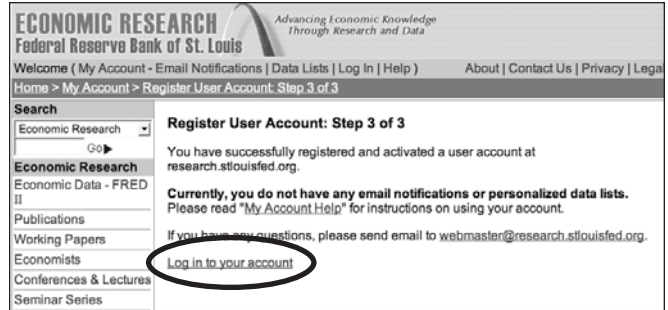 ECONOMIC RESEARCH
Federal Reserve Bank of St. Louis
Advancing Economic Knowledge
Through Research and Data
Welcome ( My Account - Email Notifications | Data Lists | Log In | Help )
About | Contact Us | Privacy | Lega
Home > My Account > Register User Account: Step 3 of 3
Search
Economic Research
Go
Economic Research
Economic Data - FRED
II
Publications
Working Papers
Economists
Conferences & Lectures
Seminar Series
Register User Account: Step 3 of 3
You have successfully registered and activated a user account at
research.stlouisfed.org.
Currently, you do not have any email notifications or personalized data lists.
Please read "My Account Help" for instructions on using your account.
If you have any questions, please send email to webmaster@research.stlouisfed.org.
Log in to your account